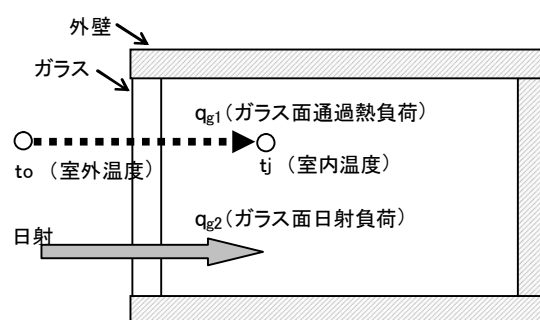 外壁
ガラス
qg1(ガラス面通過熱負荷)
to (室外温度)
tj (室内温度)
qg2(ガラス面日射負荷)
日射